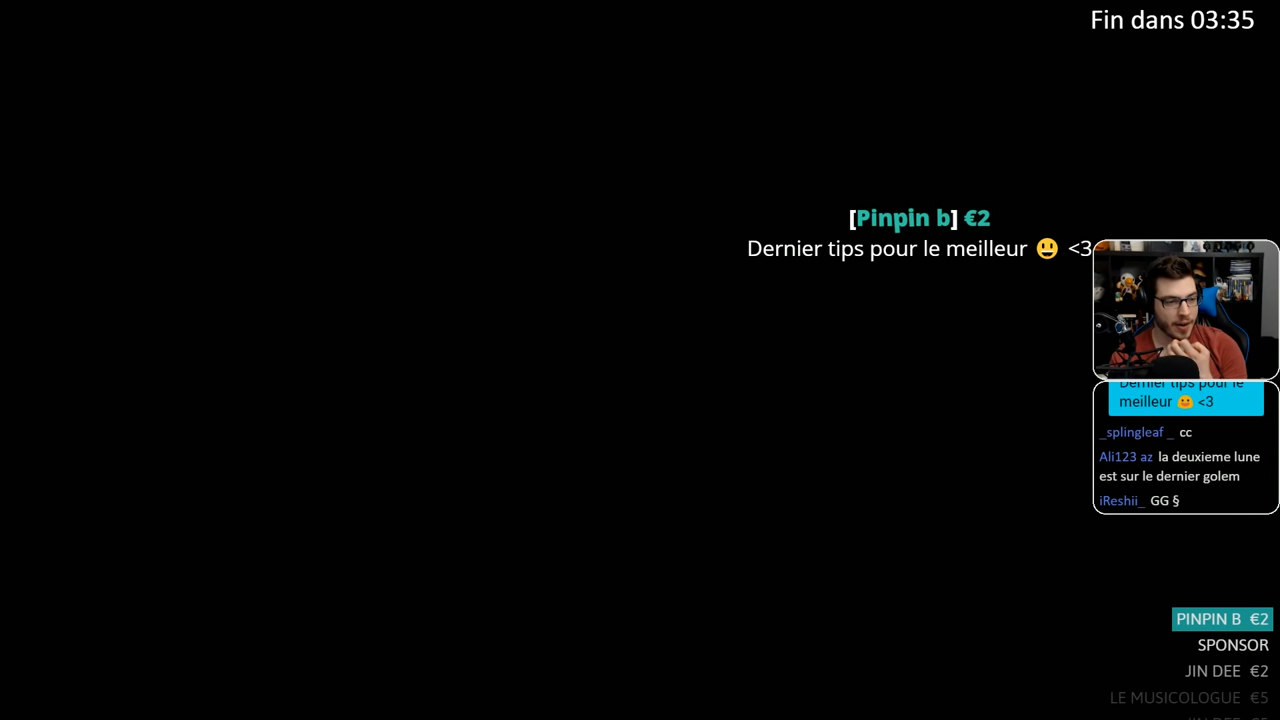 Fin dans 03:35
[Pinpin b] €2
Dernier tips pour le meilleur 😃 <3
Dernier tips pour le
meilleur 😃 <3
_splingleaf _ cc
Ali123 az la deuxieme lune
est sur le dernier golem
iReshii_ GG §
PINPIN B €2
SPONSOR
JIN DEE €2
LE MUSICOLOGUE €5